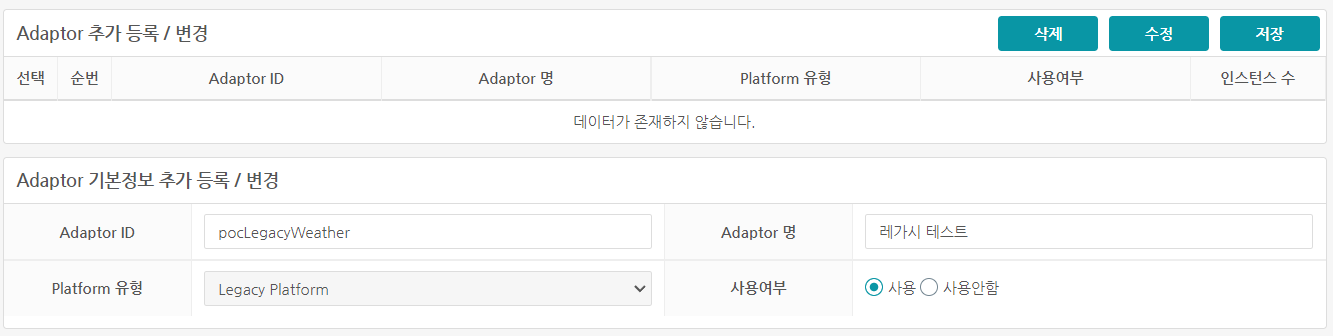 Adaptor 추가 등록 / 변경
삭제 수정 저장
선택 순번 Adaptor ID Adaptor 명 Platform 유형 사용여부 인스턴스 수
데이터가 존재하지 않습니다.
Adaptor 기본정보 추가 등록 / 변경
Adaptor ID pocLegacyWeather Adaptor 명 레가시 테스트
Platform 유형 Legacy Platform 사용여부 사용 사용안함